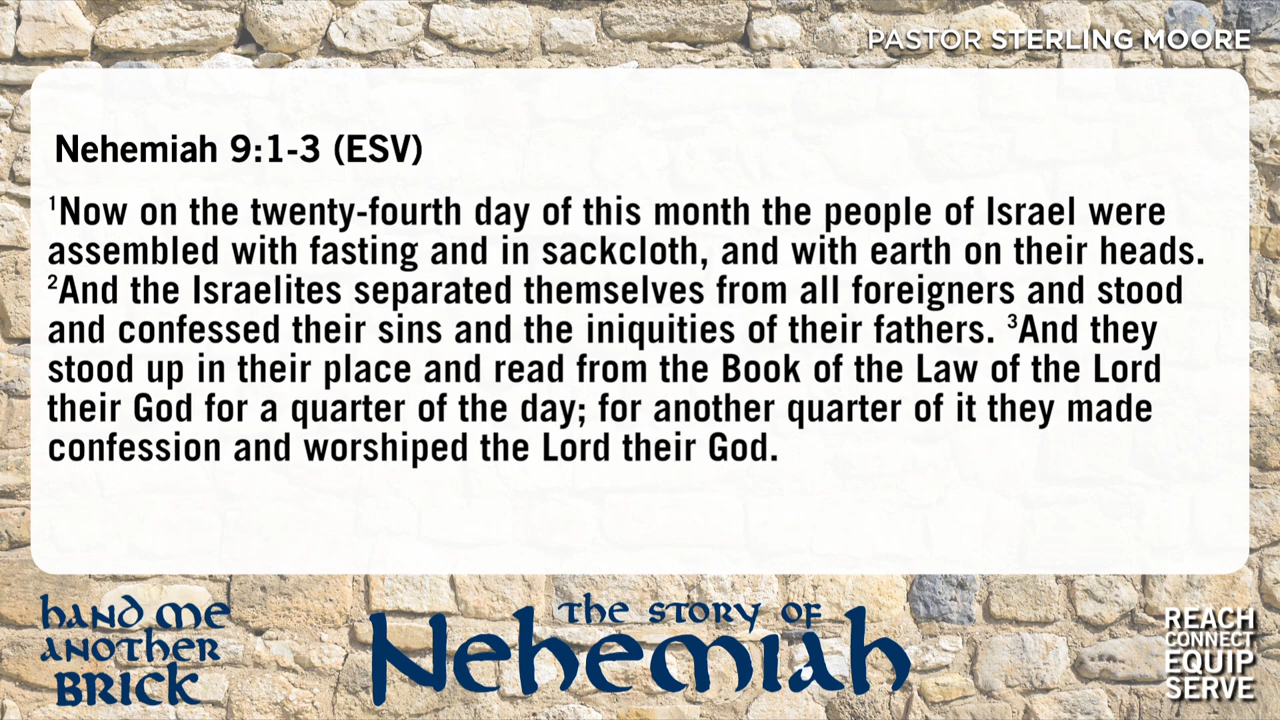 PASTOR STERLING MOORE
Nehemiah 9:1-3 (ESV)
¹Now on the twenty-fourth day of this month the people of Israel were
assembled with fasting and in sackcloth, and with earth on their heads.
²And the Israelites separated themselves from all foreigners and stood
and confessed their sins and the iniquities of their fathers. ³And they
stood up in their place and read from the Book of the Law of the Lord
their God for a quarter of the day; for another quarter of it they made
confession and worshiped the Lord their God.
hand me
another
BRICK
the story of
Nehemiah
REACH
CONNECT
EQUIP
SERVE